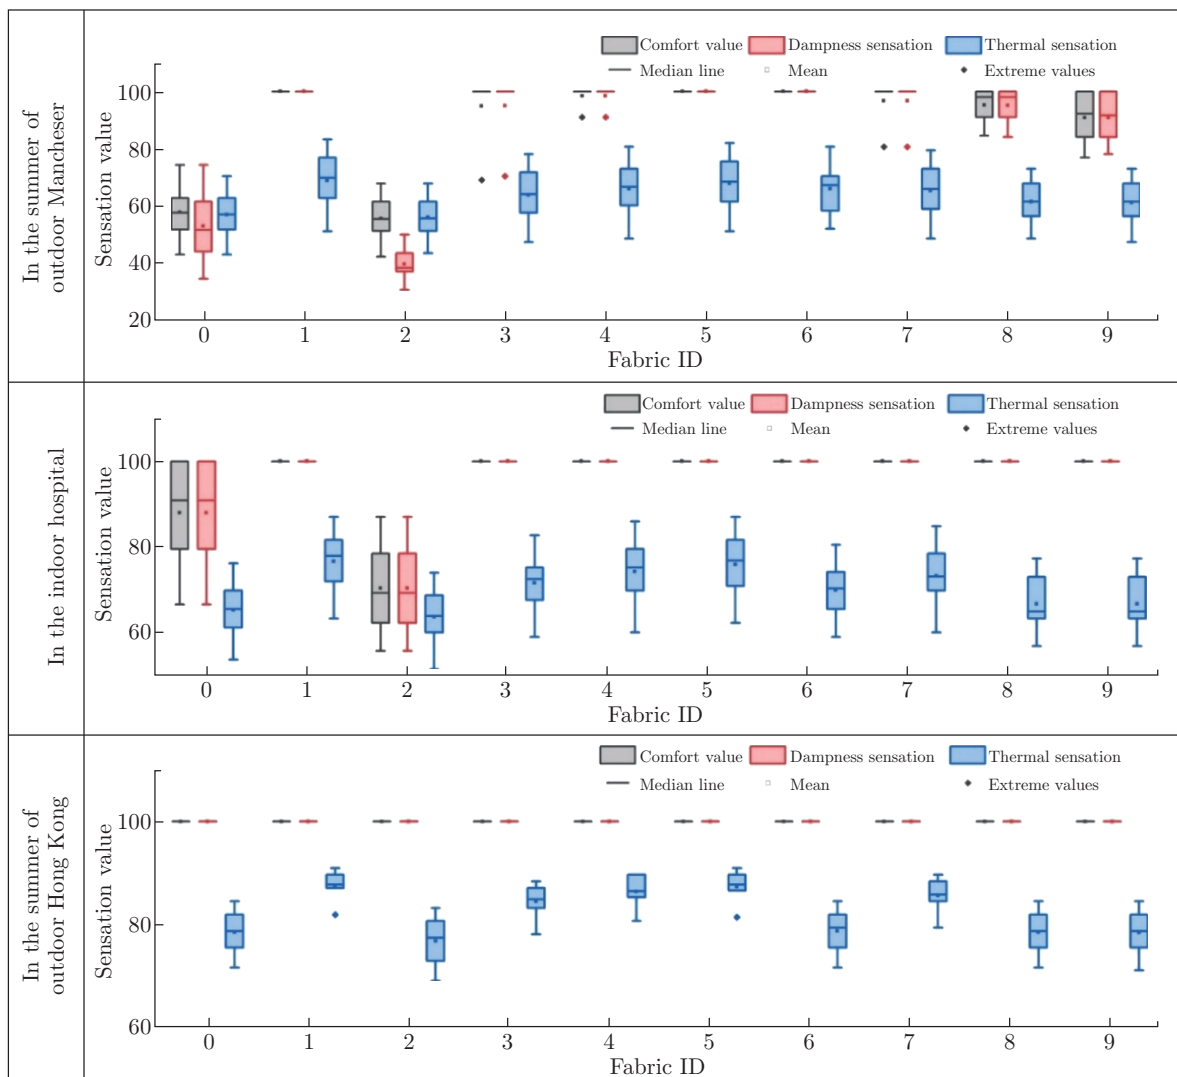 In the summer of
outdoor Mancheser
Comfort value Dampness sensation Thermal sensation
Median line Mean Extreme values
Sensation value
100
80
60
40
20
0 1 2 3 4 5 6 7 8 9
Fabric ID
In the indoor hospital
Comfort value Dampness sensation Thermal sensation
Median line Mean Extreme values
Sensation value
100
80
60
0 1 2 3 4 5 6 7 8 9
Fabric ID
In the summer of
outdoor Hong Kong
Comfort value Dampness sensation Thermal sensation
Median line Mean Extreme values
Sensation value
100
80
60
0 1 2 3 4 5 6 7 8 9
Fabric ID